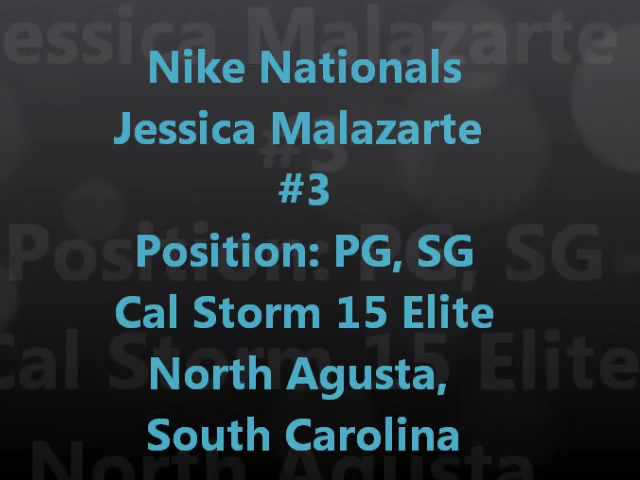 Nike Nationals
Jessica Malazarte
#3
Position: PG, SG
Cal Storm 15 Elite
North Agusta,
South Carolina